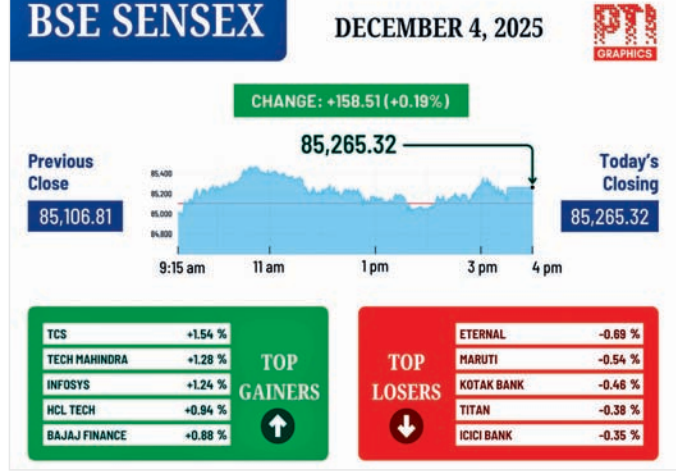 BSE SENSEX
DECEMBER 4, 2025
PTI
GRAPHICS
CHANGE: +158.51 (+0.19%)
85,265.32
Previous
Close
85,106.81
85,400
85,200
85,000
84,800
Today's
Closing
85,265.32
9:15 am 11 am 1 pm 3 pm 4 pm
TCS +1.54 %
TECH MAHINDRA +1.28 %
INFOSYS +1.24 %
HCL TECH +0.94 %
BAJAJ FINANCE +0.88 %
TOP
GAINERS
TOP
LOSERS
ETERNAL -0.69 %
MARUTI -0.54 %
KOTAK BANK -0.46 %
TITAN -0.38 %
ICICI BANK -0.35 %